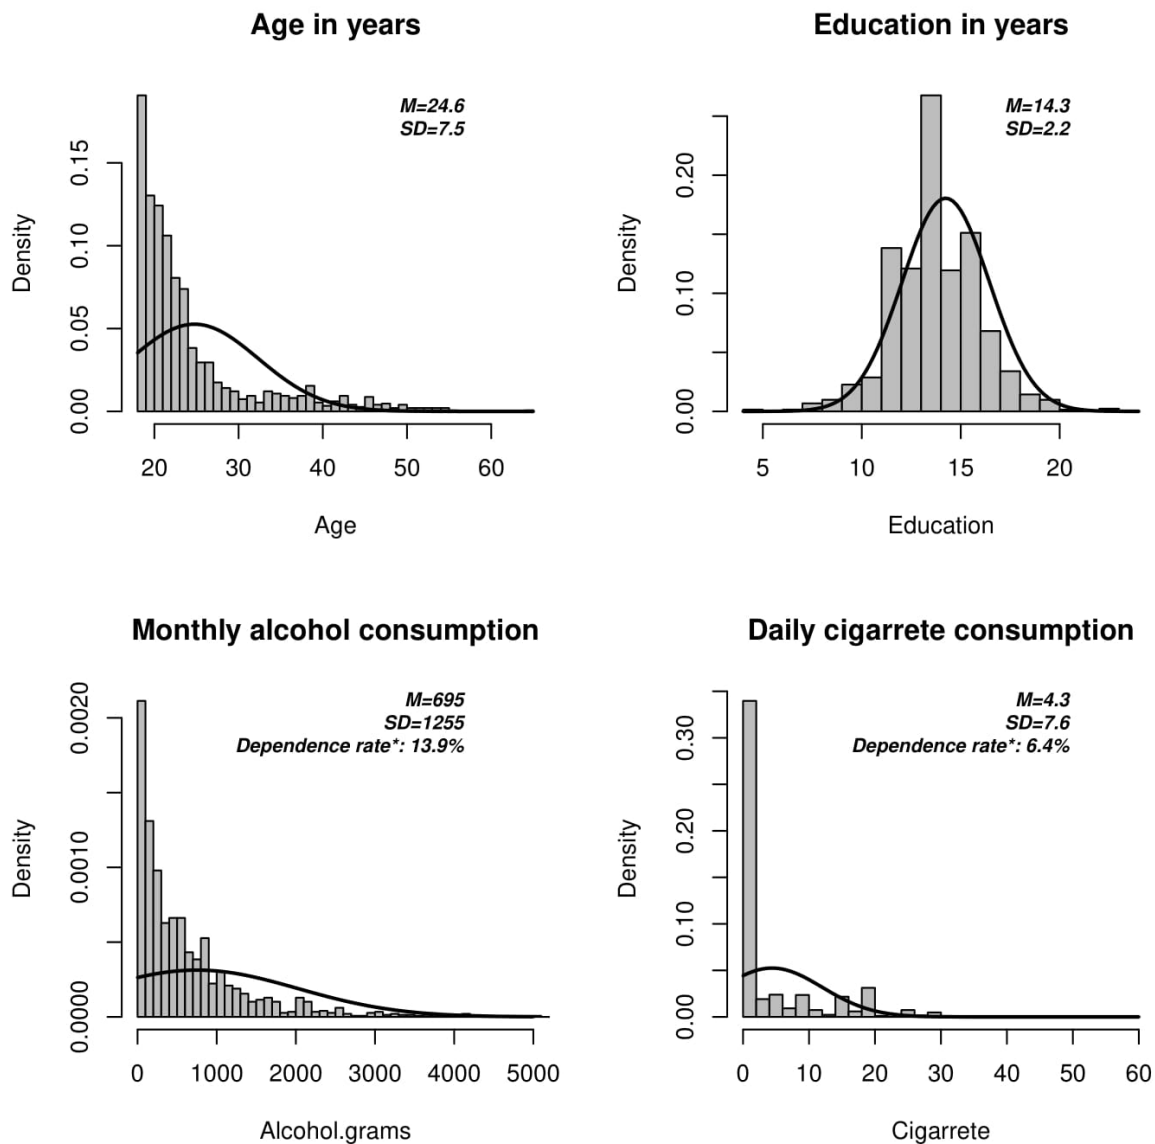 Age in years
M=24.6
SD=7.5
Density
0.00 0.05 0.10 0.15
20 30 40 50 60
Age
Education in years
M=14.3
SD=2.2
Density
0.00 0.10 0.20
5 10 15 20
Education
Monthly alcohol consumption
M=695
SD=1255
Dependence rate*: 13.9%
Density
0.0000 0.0010 0.0020
0 1000 2000 3000 4000 5000
Alcohol.grams
Daily cigarrete consumption
M=4.3
SD=7.6
Dependence rate*: 6.4%
Density
0.00 0.10 0.20 0.30
0 10 20 30 40 50 60
Cigarrete